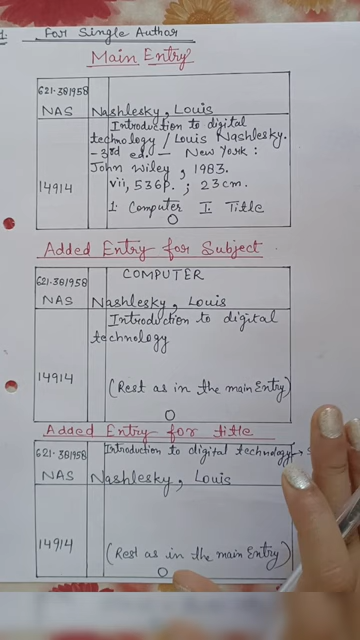 1. For Single Author
Main Entry
621.381958
NAS Nashlesky, Louis
Introduction to digital
technology / Louis Nashlesky.
- 3rd ed. - New York :
John Wiley, 1983.
14914 vii, 536p. ; 23cm.
1. Computer I. Title
Added Entry for Subject
621.381958 COMPUTER
NAS Nashlesky, Louis
Introduction to digital
technology
14914
(Rest as in the main Entry)
Added Entry for title
621.381958 Introduction to digital technology → S
NAS Nashlesky, Louis
14914
(Rest as in the main Entry)